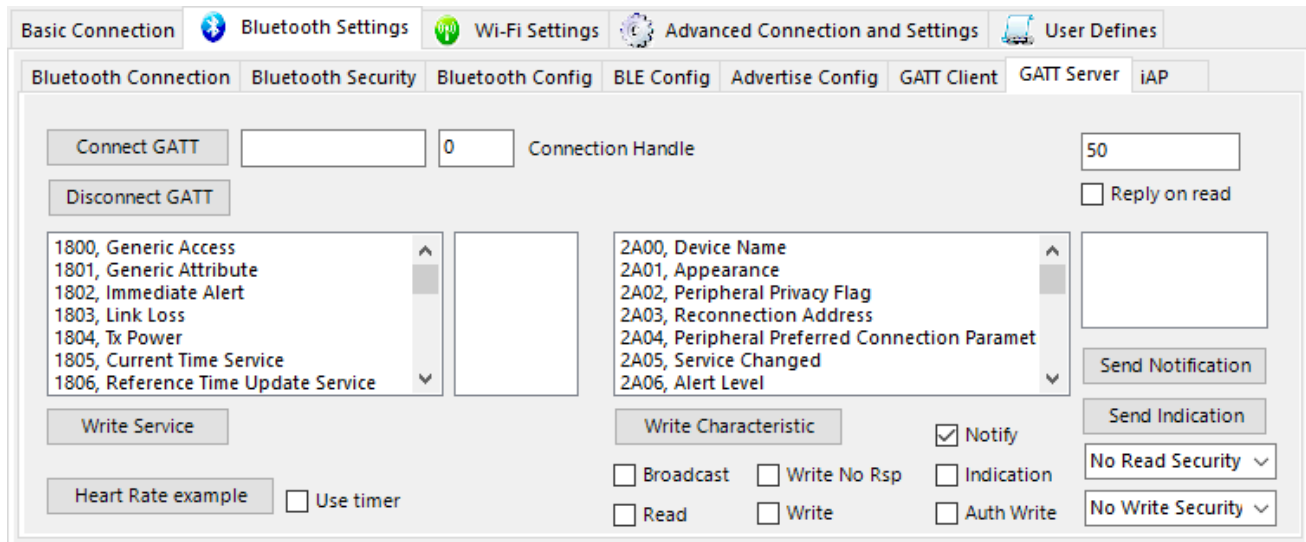 Basic Connection Bluetooth Settings Wi-Fi Settings Advanced Connection and Settings User Defines
Bluetooth Connection Bluetooth Security Bluetooth Config BLE Config Advertise Config GATT Client GATT Server iAP
Connect GATT 0 Connection Handle 50
Disconnect GATT Reply on read
1800, Generic Access
1801, Generic Attribute
1802, Immediate Alert
1803, Link Loss
1804, Tx Power
1805, Current Time Service
1806, Reference Time Update Service
2A00, Device Name
2A01, Appearance
2A02, Peripheral Privacy Flag
2A03, Reconnection Address
2A04, Peripheral Preferred Connection Paramet
2A05, Service Changed
2A06, Alert Level
Send Notification
Write Service Write Characteristic Notify Send Indication
Broadcast Write No Rsp Indication No Read Security
Heart Rate example Use timer Read Write Auth Write No Write Security